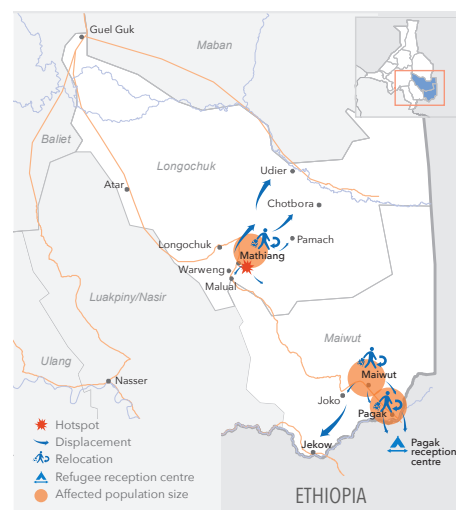 Guel Guk
Maban
Baliet
Longochuk
Udier
Atar
Chotbora
Longochuk
Pamach
Mathiang
Warweng
Malual
Luakpiny/Nasir
Maiwut
Ulang
Maiwut
Nasser
Joko
Pagak
Hotspot
Displacement
Relocation
Refugee reception centre
Affected population size
Jekow
Pagak
reception
centre
ETHIOPIA